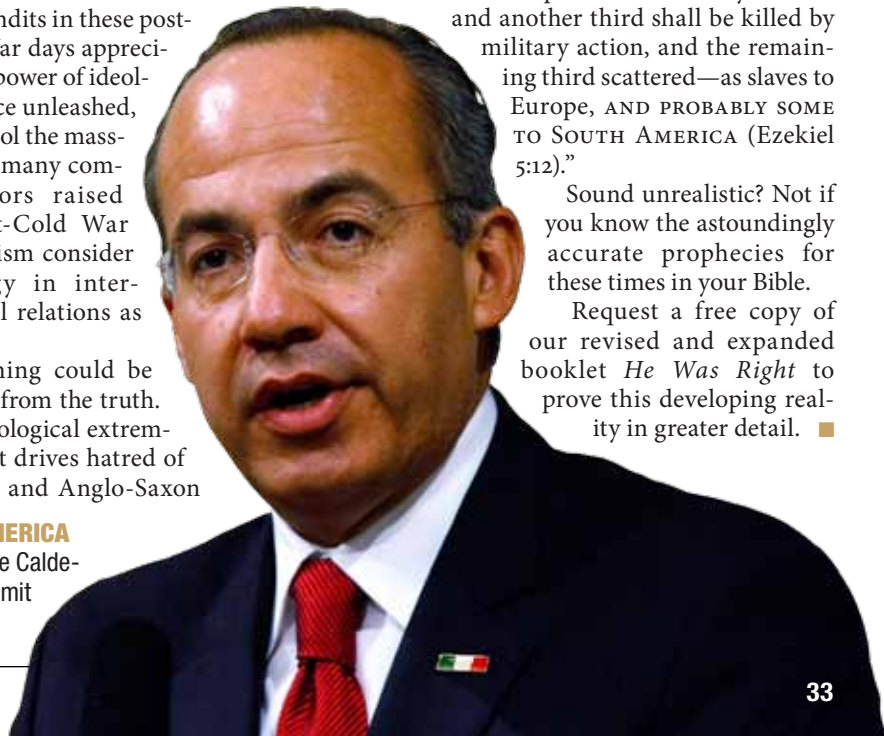 ndits in these post-
ar days appreci-
power of ideol-
ce unleashed,
ol the mass-
many com-
ors raised
t-Cold War
ism consider
gy in inter-
l relations as
ning could be
from the truth.
ological extrem-
t drives hatred of
and Anglo-Saxon
MERICA
e Calde-
mit
and another third shall be killed by
military action, and the remain-
ing third scattered—as slaves to
Europe, AND PROBABLY SOME
TO SOUTH AMERICA (Ezekiel
5:12).”
Sound unrealistic? Not if
you know the astoundingly
accurate prophecies for
these times in your Bible.
Request a free copy of
our revised and expanded
booklet He Was Right to
prove this developing real-
ity in greater detail. ■
33